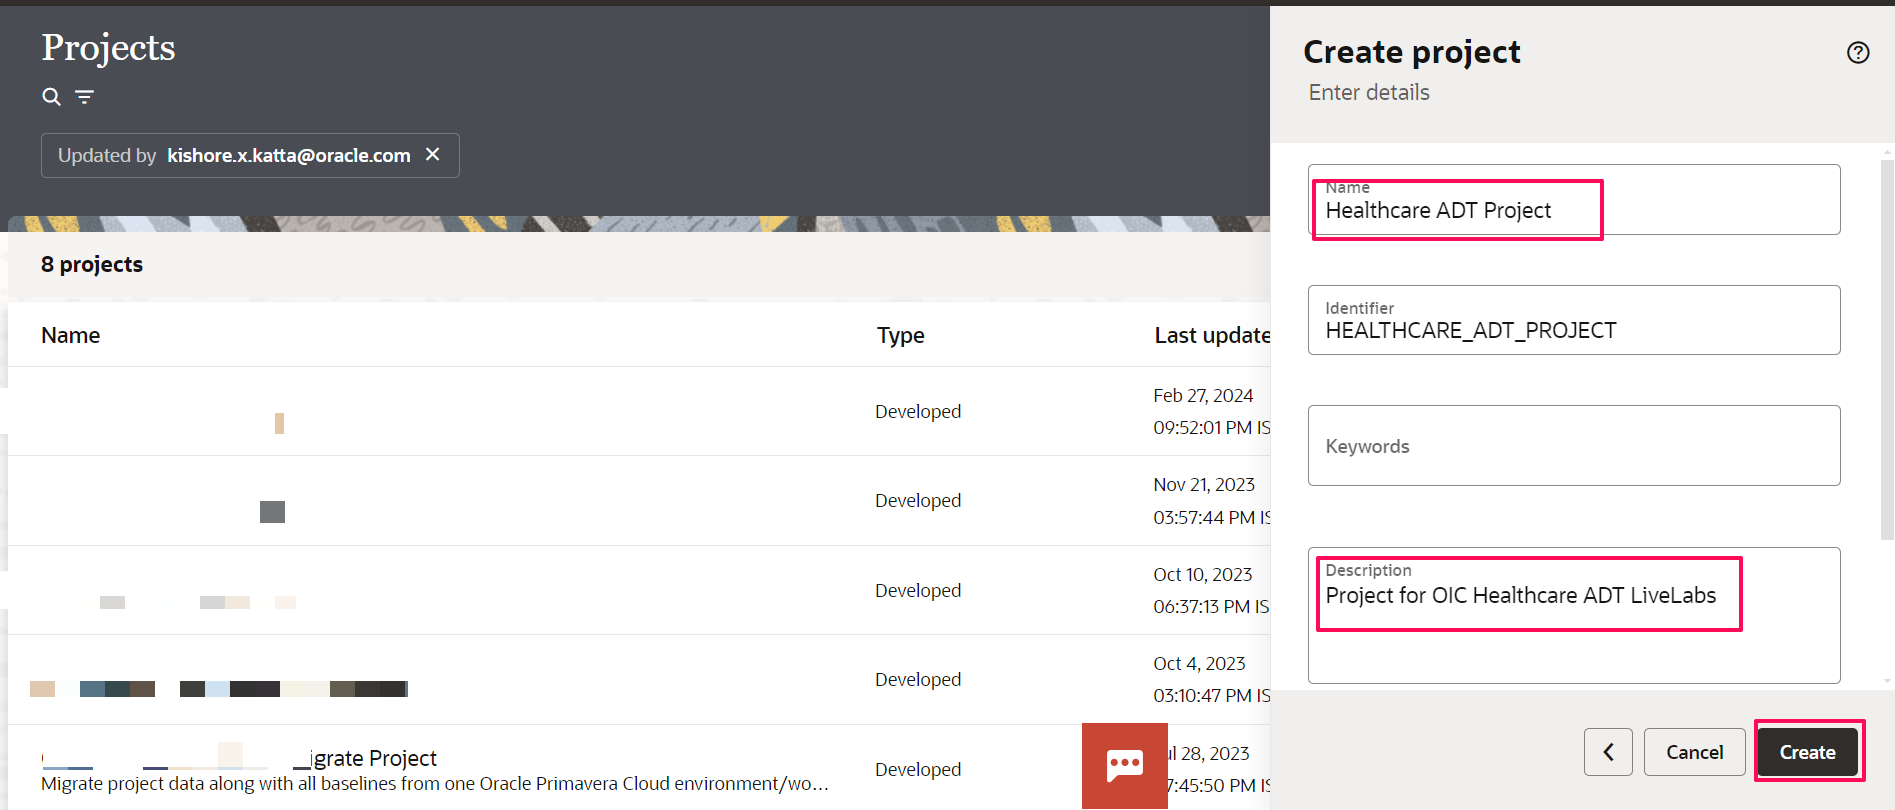 Projects
Updated by kishore.x.katta@oracle.com
8 projects
Name Type Last update
Developed Feb 27, 2024
09:52:01 PM IS
Developed Nov 21, 2023
03:57:44 PM IS
Developed Oct 10, 2023
06:37:13 PM IS
Developed Oct 4, 2023
03:10:47 PM IS
igrate Project
Migrate project data along with all baselines from one Oracle Primavera Cloud environment/wo...
Developed
ul 28, 2023
7:45:50 PM IS
Create project
Enter details
Name
Healthcare ADT Project
Identifier
HEALTHCARE_ADT_PROJECT
Keywords
Description
Project for OIC Healthcare ADT LiveLabs
Cancel Create